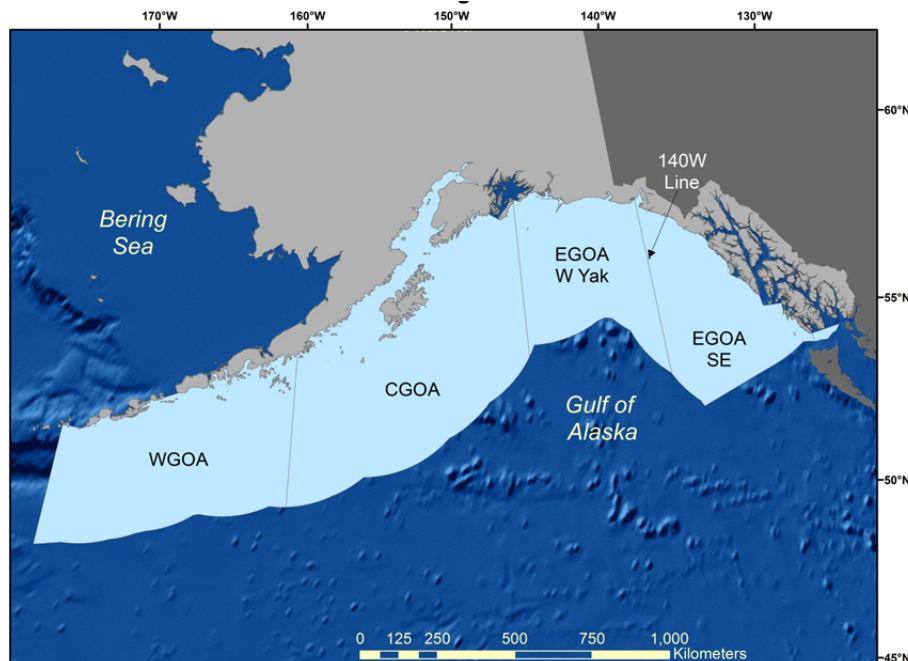 170°W 160°W 150°W 140°W 130°W
60°N
140W
Line
Bering
Sea
EGOA
W Yak
55°N
EGOA
SE
CGOA
Gulf of
Alaska
WGOA
50°N
0 125 250 500 750 1,000
Kilometers
45°N